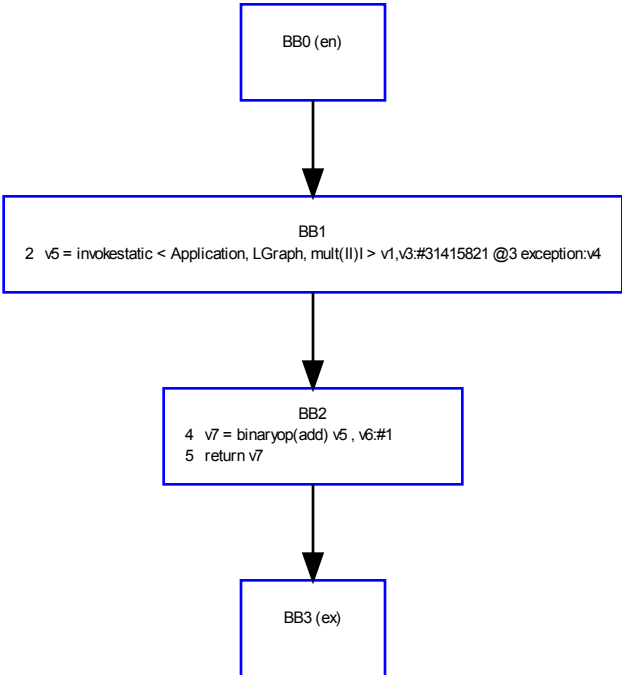 BB0 (en)
BB1
2 v5 = invokestatic < Application, LGraph, mult(II)I > v1,v3:#31415821 @3 exception:v4
BB2
4 v7 = binaryop(add) v5 , v6:#1
5 return v7
BB3 (ex)